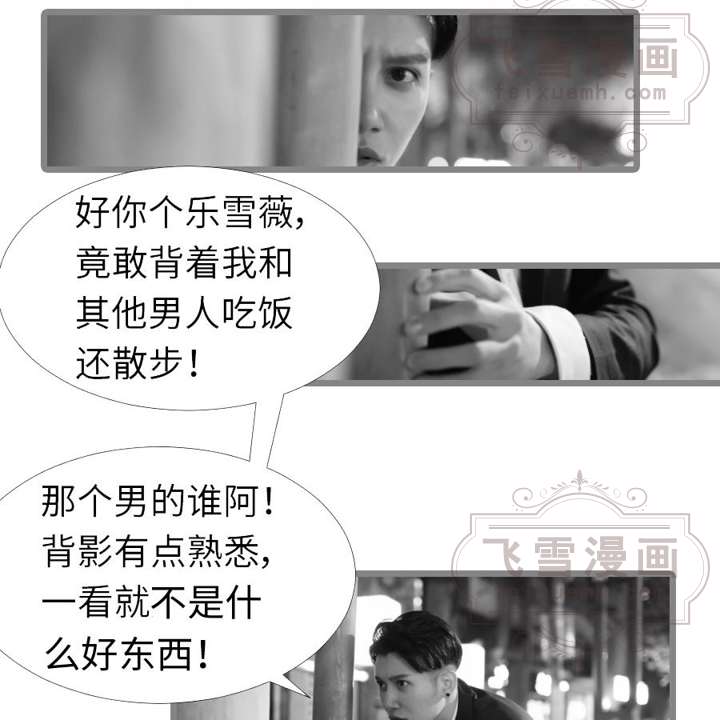 飞雪漫画
feixuemh.com
好你个乐雪薇，
竟敢背着我和
其他男人吃饭
还散步！
那个男的谁阿！
背影有点熟悉，
一看就不是什
么好东西！
飞雪漫画
feixuemh.com